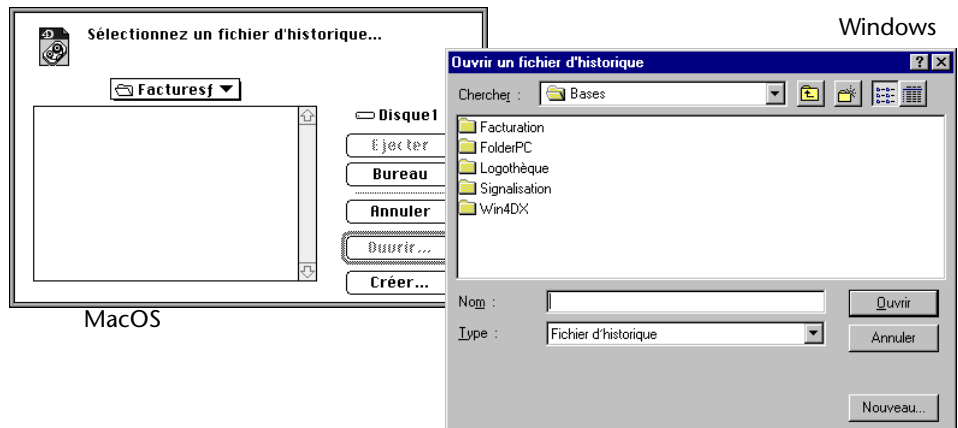 Sélectionnez un fichier d'historique...
Facturesƒ
Disque1
Ejecter
Bureau
Annuler
Ouvrir...
Créer...
MacOS
Windows
Ouvrir un fichier d'historique
Chercher :
Bases
Facturation
FolderPC
Logothèque
Signalisation
Win4DX
Nom :
Ouvrir
Type :
Fichier d'historique
Annuler
Nouveau...